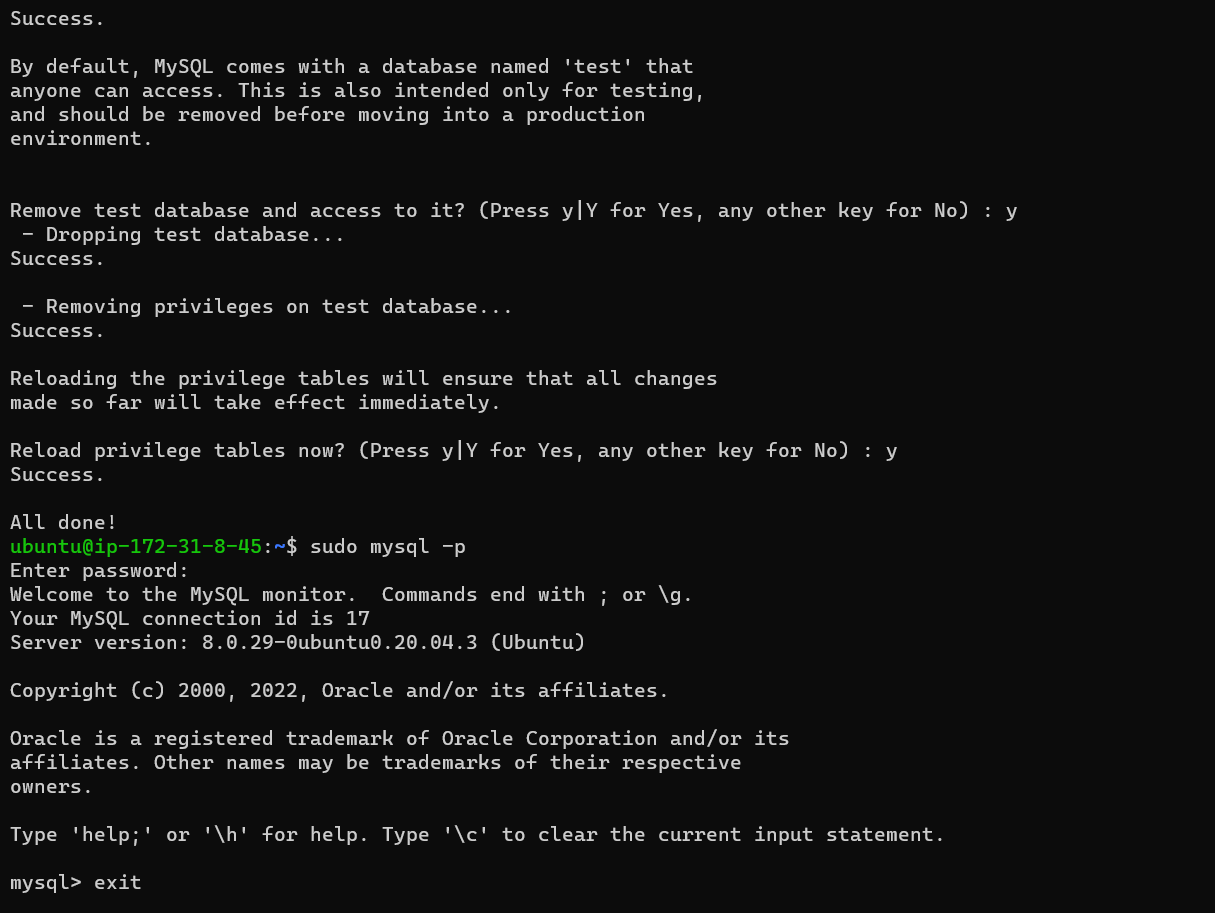 Success.
By default, MySQL comes with a database named 'test' that
anyone can access. This is also intended only for testing,
and should be removed before moving into a production
environment.
Remove test database and access to it? (Press y|Y for Yes, any other key for No) : y
 - Dropping test database...
Success.
 - Removing privileges on test database...
Success.
Reloading the privilege tables will ensure that all changes
made so far will take effect immediately.
Reload privilege tables now? (Press y|Y for Yes, any other key for No) : y
Success.
All done!
ubuntu@ip-172-31-8-45:~$ sudo mysql -p
Enter password:
Welcome to the MySQL monitor.  Commands end with ; or \g.
Your MySQL connection id is 17
Server version: 8.0.29-0ubuntu0.20.04.3 (Ubuntu)
Copyright (c) 2000, 2022, Oracle and/or its affiliates.
Oracle is a registered trademark of Oracle Corporation and/or its
affiliates. Other names may be trademarks of their respective
owners.
Type 'help;' or '\h' for help. Type '\c' to clear the current input statement.
mysql> exit